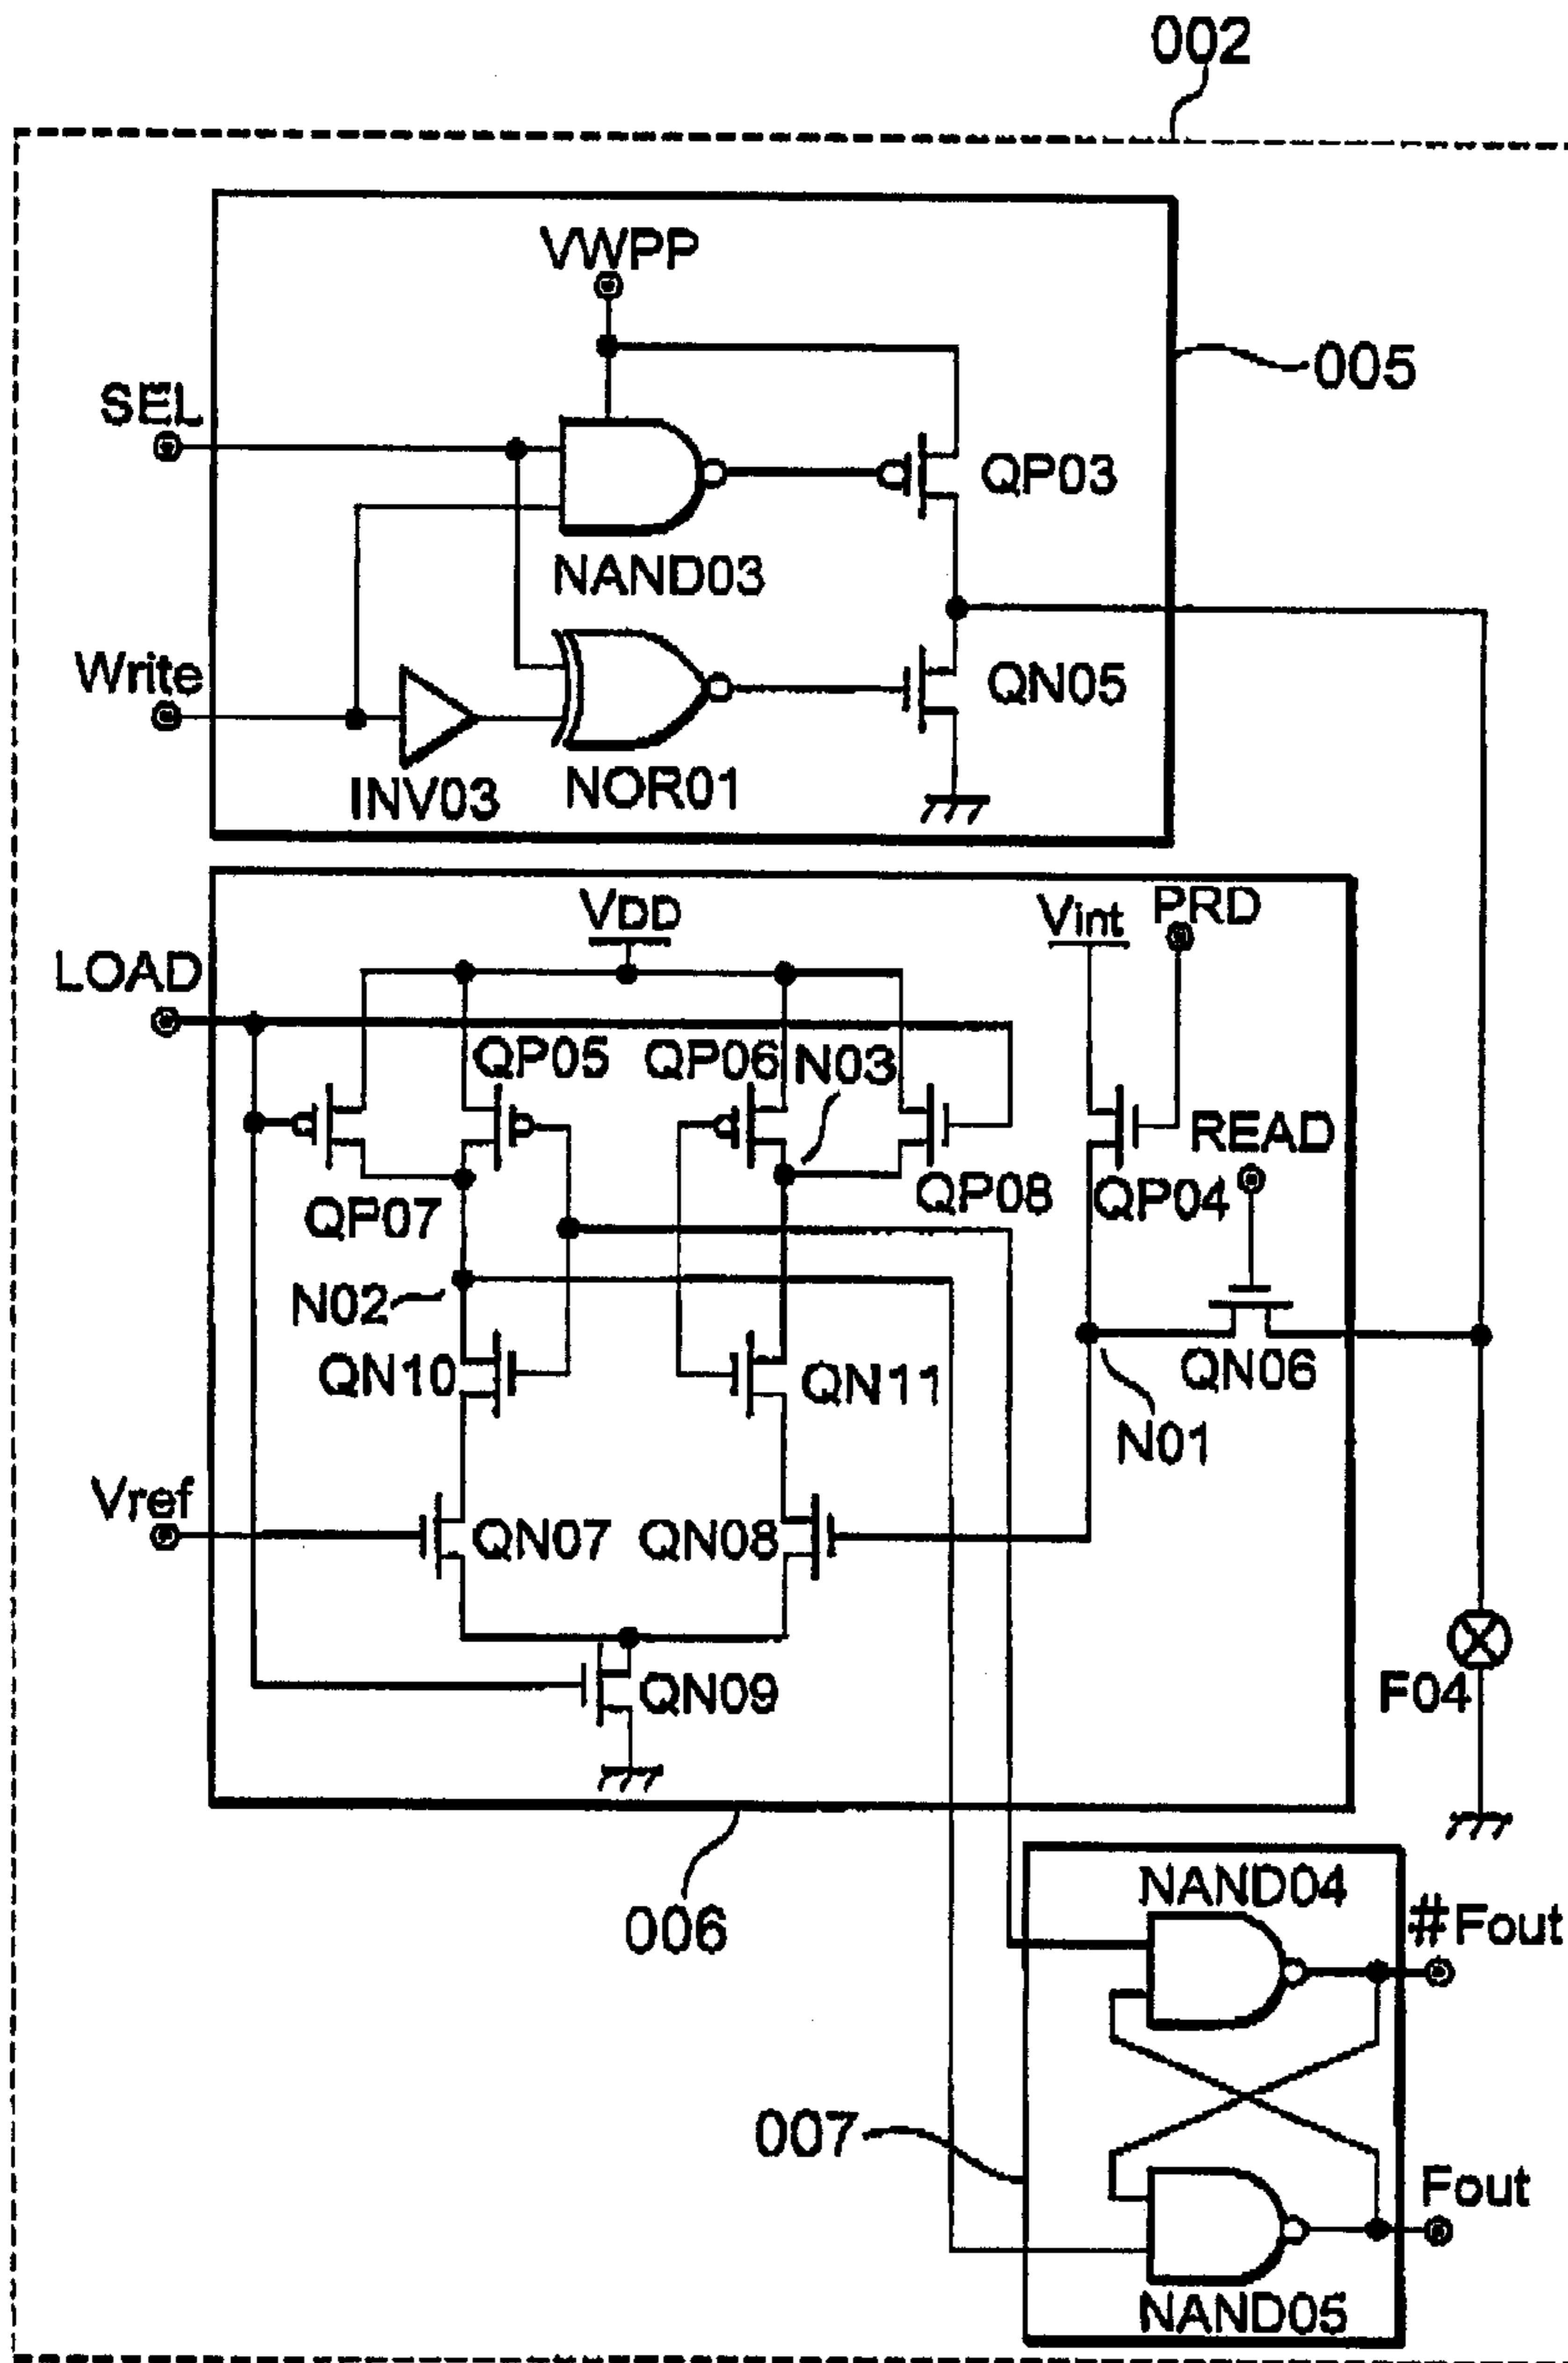 002
VWPP
005
SEL
QP03
NAND03
Write
QN05
INV03
NOR01
VDD
Vint
PRD
LOAD
QP05
QP06
N03
READ
QP07
QP08
QP04
N02
QN10
QN11
QN06
N01
Vref
QN07
QN08
F04
QN09
006
NAND04
#Fout
007
Fout
NAND05